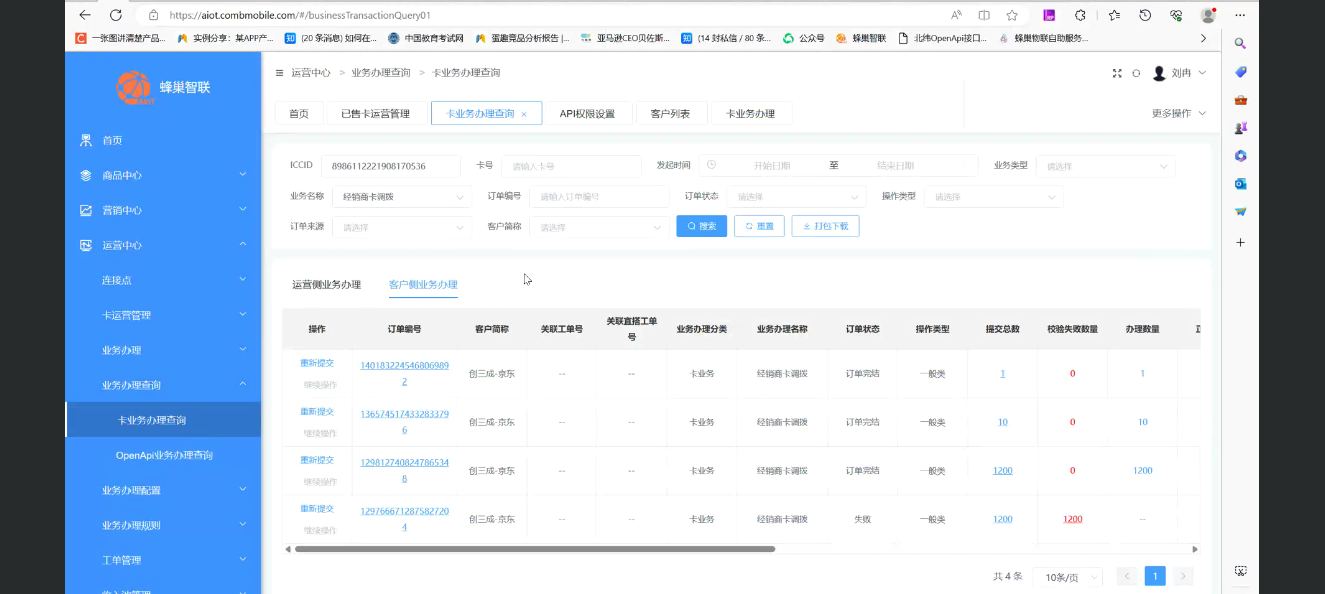 https://aiot.combmobile.com/#/businessTransactionQuery01
一张图讲清楚产品...
实例分享：某APP产...
(20 条消息) 如何在...
中国教育考试网
蛋趣竞品分析报告 |...
亚马逊CEO贝佐斯...
(14 封私信 / 80 条...
公众号
蜂巢智联
北纬OpenApi接口...
蜂巢物联自助服务...
蜂巢智联
首页
商品中心
营销中心
运营中心
连接点
卡运营管理
业务办理
业务办理查询
卡业务办理查询
OpenApi业务办理查询
业务办理配置
业务办理规则
工单管理
运营中心 > 业务办理查询 > 卡业务办理查询
刘冉
首页 已售卡运营管理 卡业务办理查询 × API权限设置 客户列表 卡业务办理
更多操作
ICCID 89861122219081​70536 卡号 请输入卡号 发起时间 开始日期 至 结束日期 业务类型 请选择
业务名称 经销商卡调拨 订单编号 请输入订单编号 订单状态 请选择 操作类型 请选择
订单来源 请选择 客户简称 请选择 搜索 重置 打包下载
运营侧业务办理 客户侧业务办理
操作 订单编号 客户简称 关联工单号 关联直搭工单号 业务办理分类 业务办理名称 订单状态 操作类型 提交总数 校验失败数量 办理数量
重新提交 继续操作 1401832245468069892 创三成-京东 -- -- 卡业务 经销商卡调拨 订单完结 一般类 1 0 1
重新提交 继续操作 1365745174332833796 创三成-京东 -- -- 卡业务 经销商卡调拨 订单完结 一般类 10 0 10
重新提交 继续操作 1298127408247865348 创三成-京东 -- -- 卡业务 经销商卡调拨 订单完结 一般类 1200 0 1200
重新提交 继续操作 1297666712875827204 创三成-京东 -- -- 卡业务 经销商卡调拨 失败 一般类 1200 1200 --
共 4 条 10条/页 1